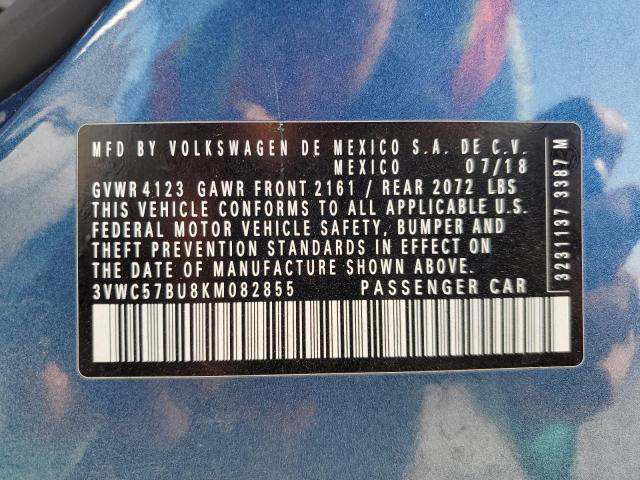 MFD BY VOLKSWAGEN DE MEXICO S.A. DE C.V.
MEXICO 07/18
GVWR 4123 GAWR FRONT 2161 / REAR 2072 LBS
THIS VEHICLE CONFORMS TO ALL APPLICABLE U.S.
FEDERAL MOTOR VEHICLE SAFETY, BUMPER AND
THEFT PREVENTION STANDARDS IN EFFECT ON
THE DATE OF MANUFACTURE SHOWN ABOVE.
3VWC57BU8KM082855 PASSENGER CAR
3231137 3387 M